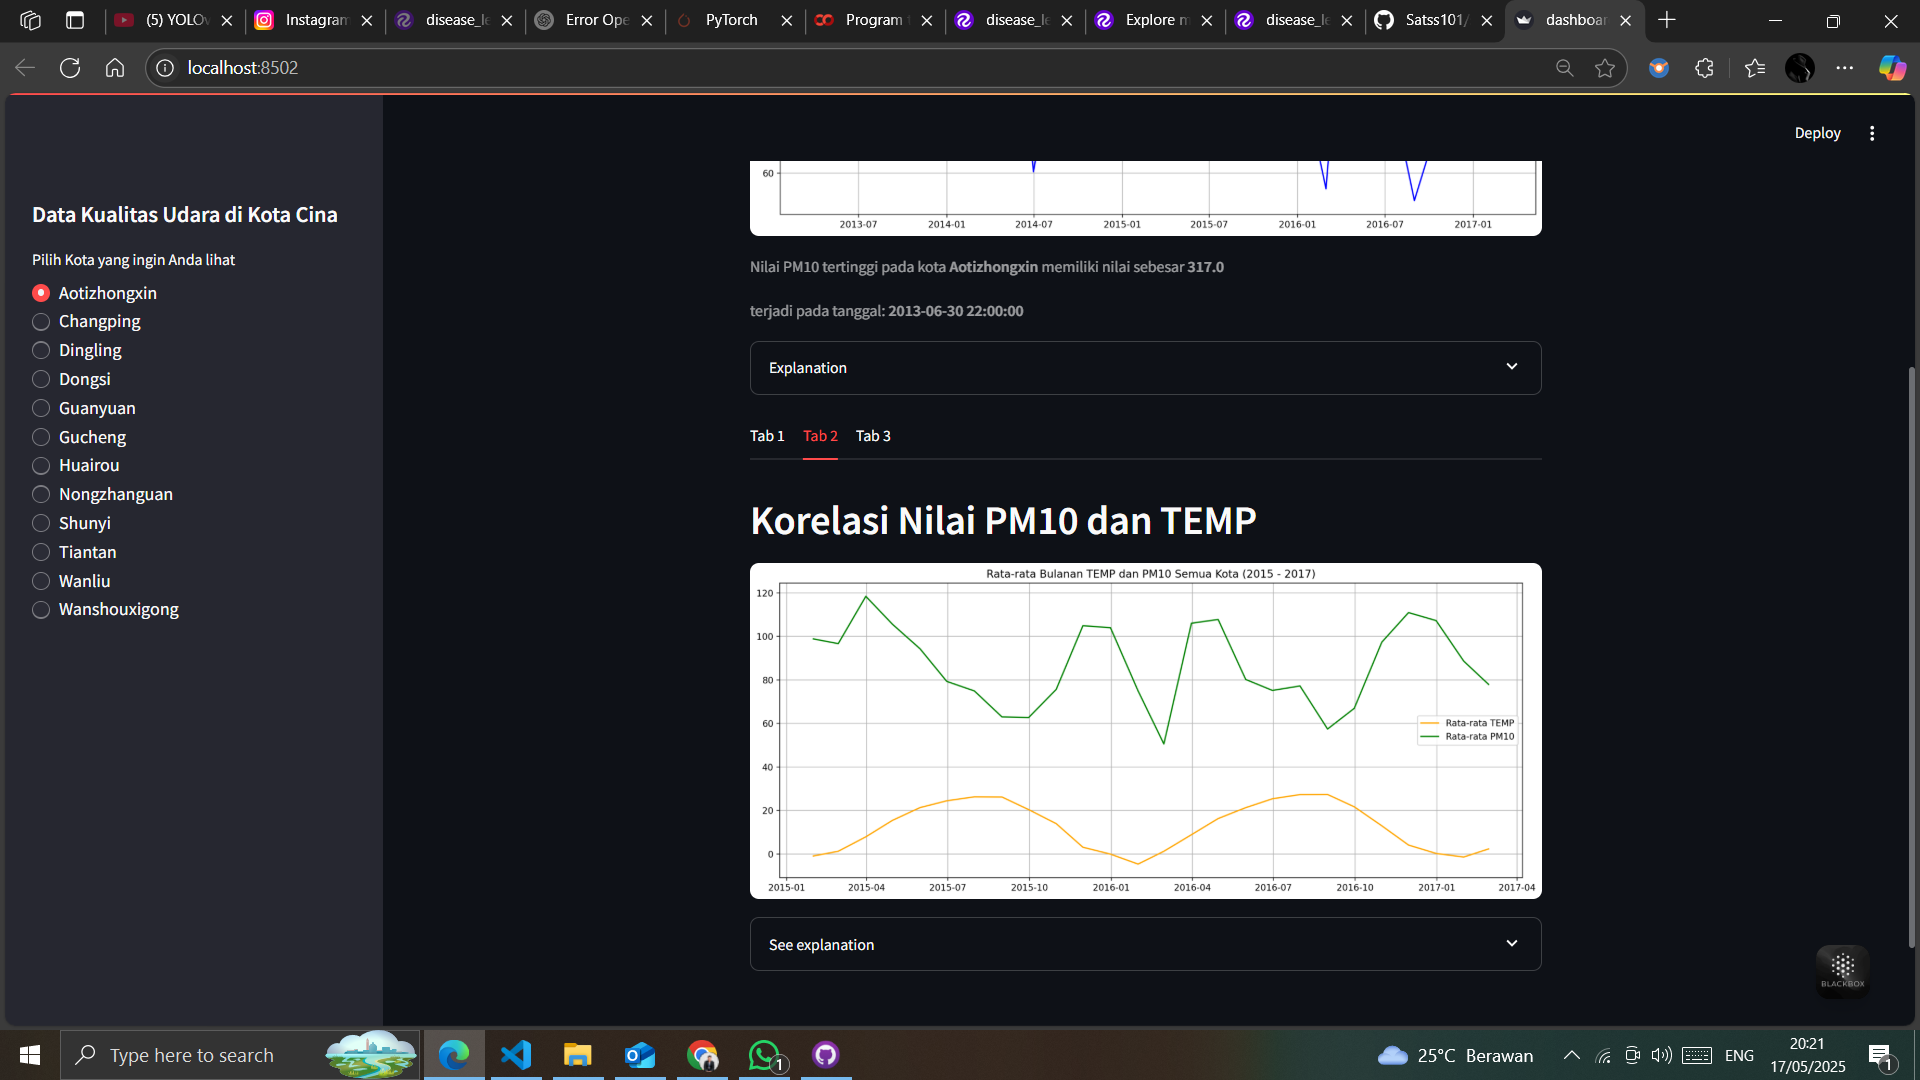 (5) YOLOv
Instagram
disease_le
Error Ope
PyTorch
Program
disease_le
Explore m
disease_le
Satss101/
dashboar
localhost:8502
Deploy
Data Kualitas Udara di Kota Cina
Pilih Kota yang ingin Anda lihat
Aotizhongxin
Changping
Dingling
Dongsi
Guanyuan
Gucheng
Huairou
Nongzhanguan
Shunyi
Tiantan
Wanliu
Wanshouxigong
60
2013-07 2014-01 2014-07 2015-01 2015-07 2016-01 2016-07 2017-01
Nilai PM10 tertinggi pada kota Aotizhongxin memiliki nilai sebesar 317.0
terjadi pada tanggal: 2013-06-30 22:00:00
Explanation
Tab 1 Tab 2 Tab 3
Korelasi Nilai PM10 dan TEMP
Rata-rata Bulanan TEMP dan PM10 Semua Kota (2015 - 2017)
120
100
80
60
40
20
0
Rata-rata TEMP
Rata-rata PM10
2015-01 2015-04 2015-07 2015-10 2016-01 2016-04 2016-07 2016-10 2017-01 2017-04
See explanation
BLACKBOX
Type here to search
1
25°C Berawan
ENG
20:21
17/05/2025
1